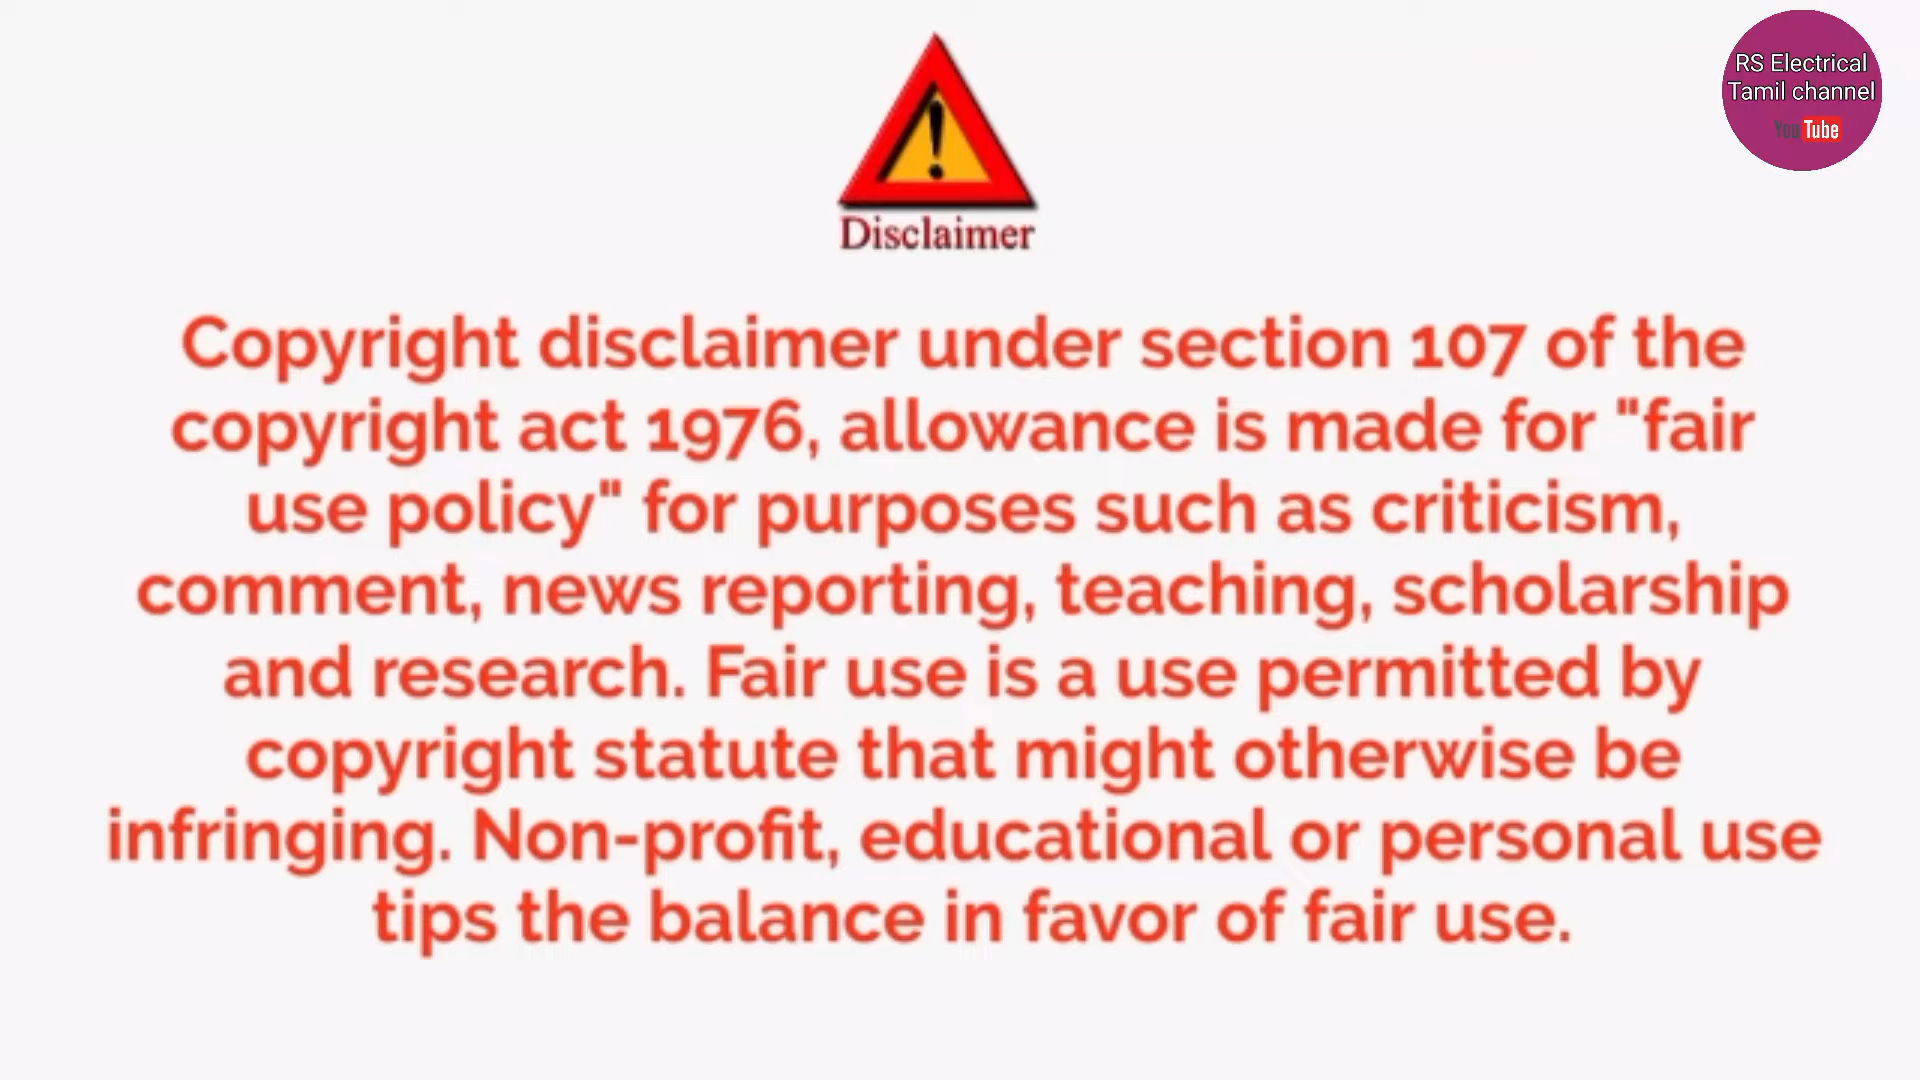 RS Electrical
Tamil channel
YouTube
Disclaimer
Copyright disclaimer under section 107 of the
copyright act 1976, allowance is made for "fair
use policy" for purposes such as criticism,
comment, news reporting, teaching, scholarship
and research. Fair use is a use permitted by
copyright statute that might otherwise be
infringing. Non-profit, educational or personal use
tips the balance in favor of fair use.